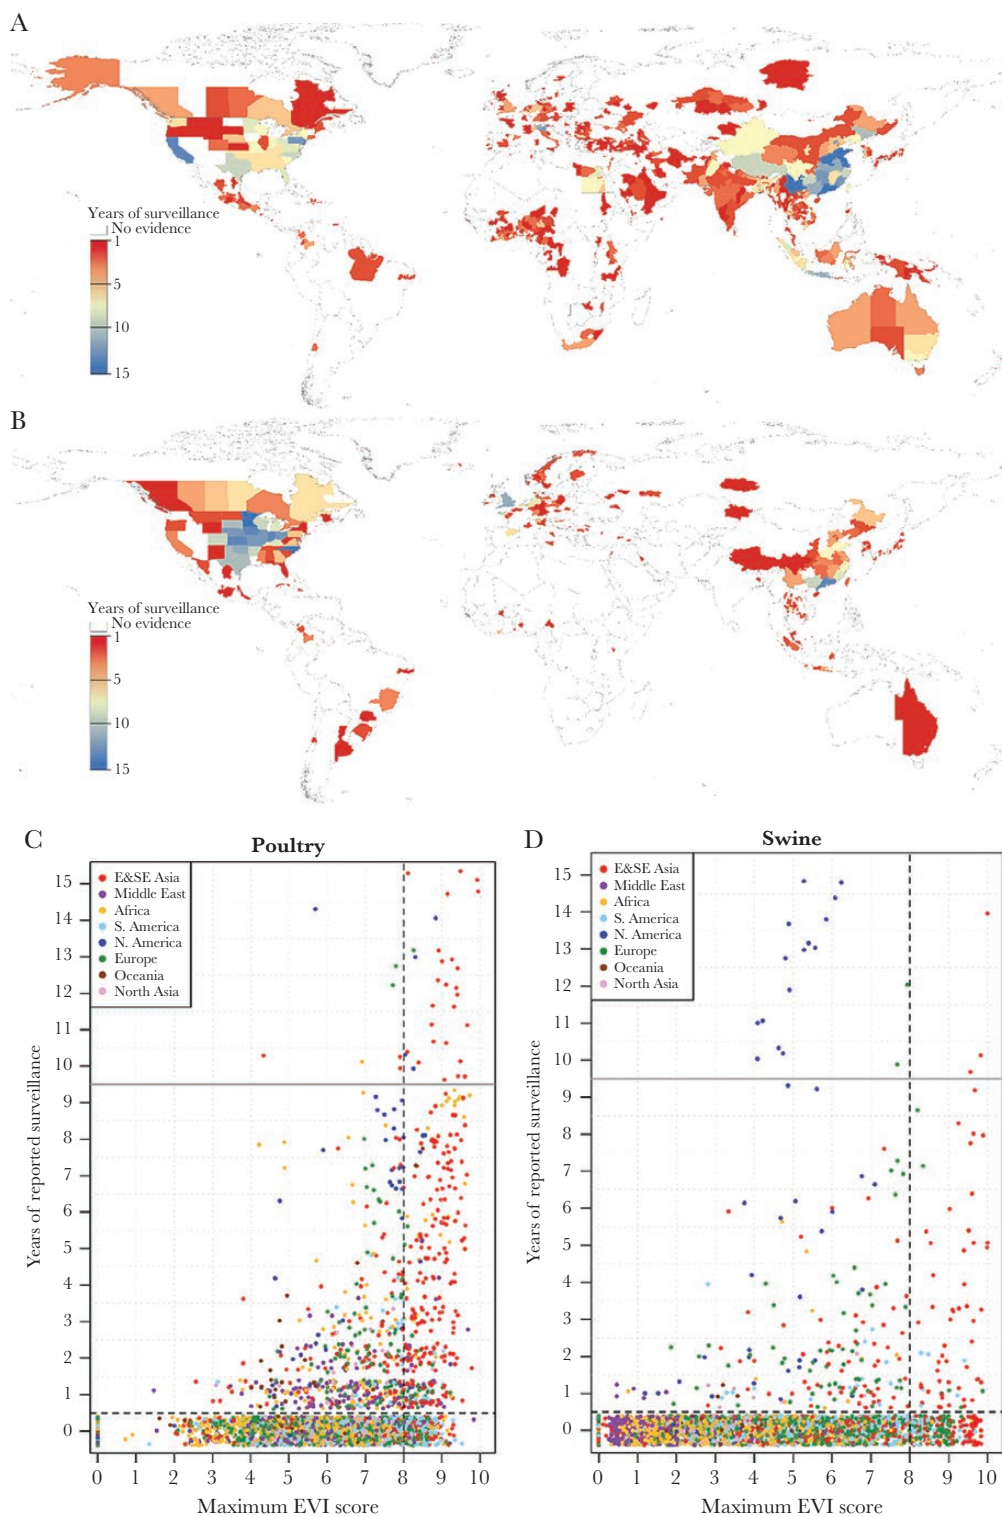 A
Years of surveillance
No evidence
1
5
10
15
B
Years of surveillance
No evidence
1
5
10
15
C
Poultry
E&SE Asia
Middle East
Africa
S. America
N. America
Europe
Oceania
North Asia
15
14
13
12
11
10
9
8
7
6
5
4
3
2
1
0
Years of reported surveillance
0 1 2 3 4 5 6 7 8 9 10
Maximum EVI score
D
Swine
E&SE Asia
Middle East
Africa
S. America
N. America
Europe
Oceania
North Asia
15
14
13
12
11
10
9
8
7
6
5
4
3
2
1
0
Years of reported surveillance
0 1 2 3 4 5 6 7 8 9 10
Maximum EVI score